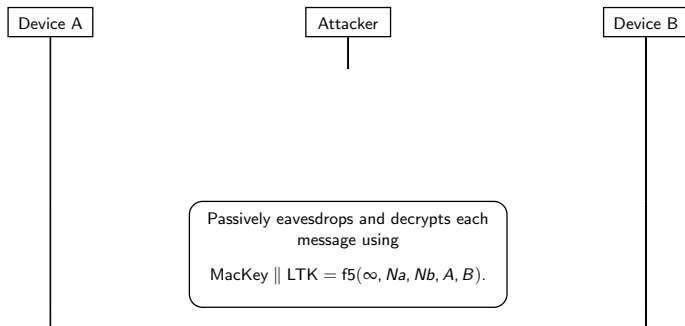 Device A
Attacker
Device B
Passively eavesdrops and decrypts each
message using
MacKey ∥ LTK = f5(∞, Na, Nb, A, B).